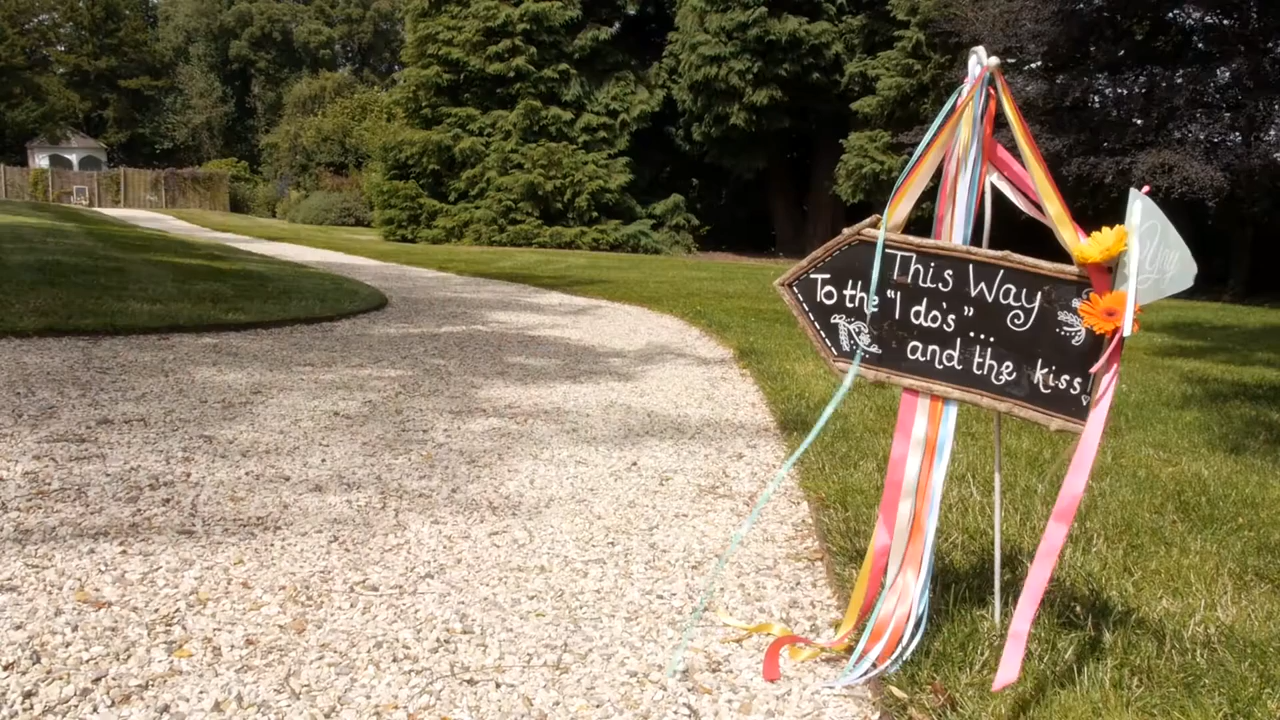 This Way
To the "I do's"...
and the kiss!